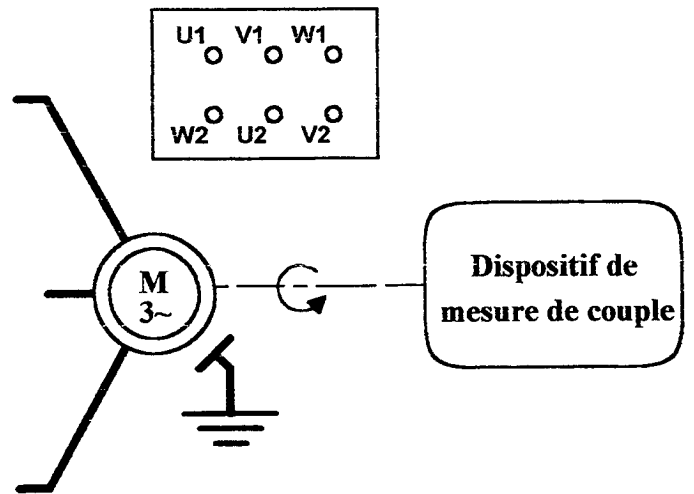 U1 V1 W1
W2 U2 V2
M
3~
Dispositif de
mesure de couple